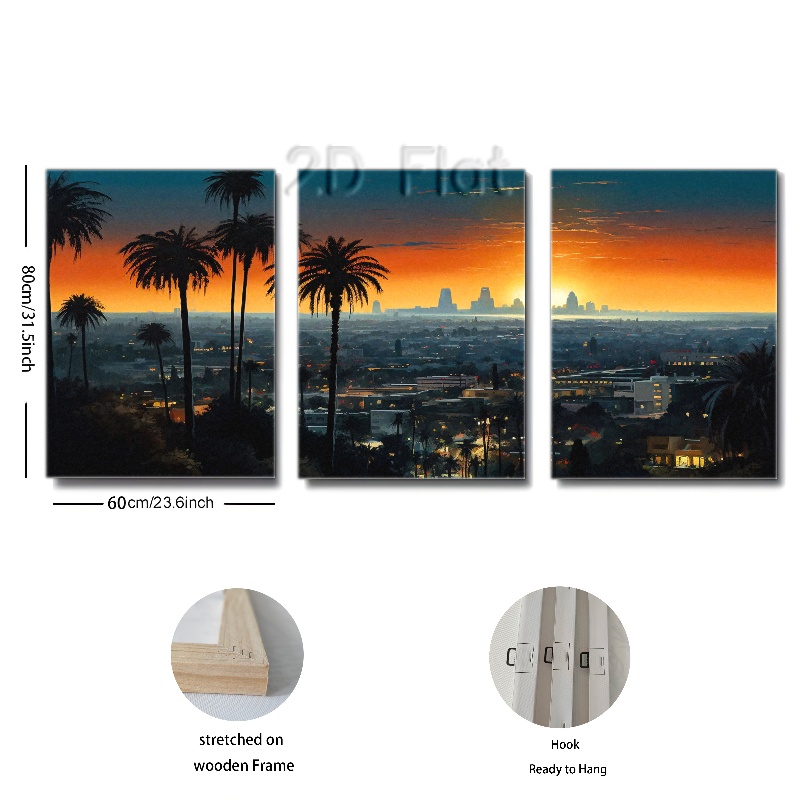 2D Flat
80cm/31.5inch
60cm/23.6inch
stretched on
wooden Frame
Hook
Ready to Hang